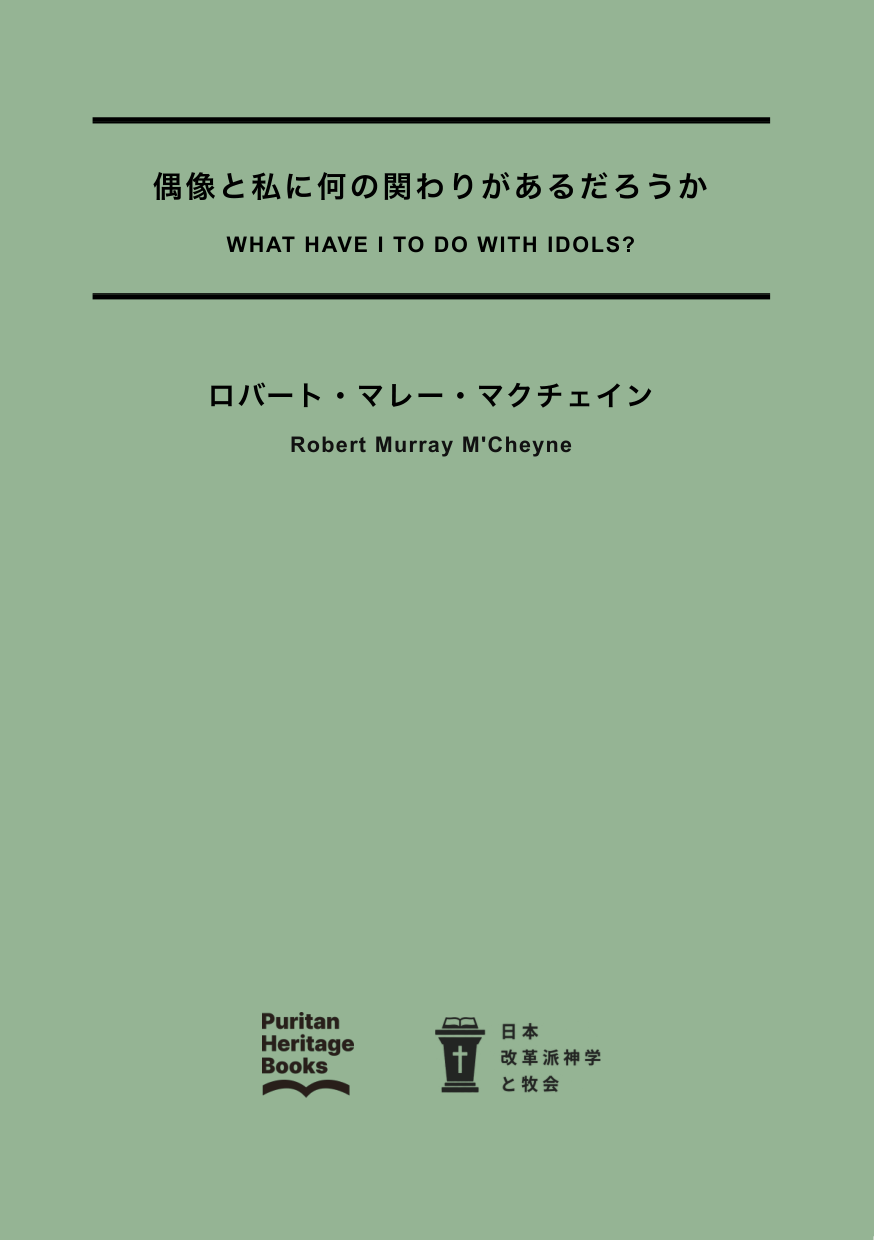 偶像と私に何の関わりがあるだろうか
WHAT HAVE I TO DO WITH IDOLS?
ロバート・マレー・マクチェイン
Robert Murray M'Cheyne
Puritan
Heritage
Books
日本
改革派神学
と牧会